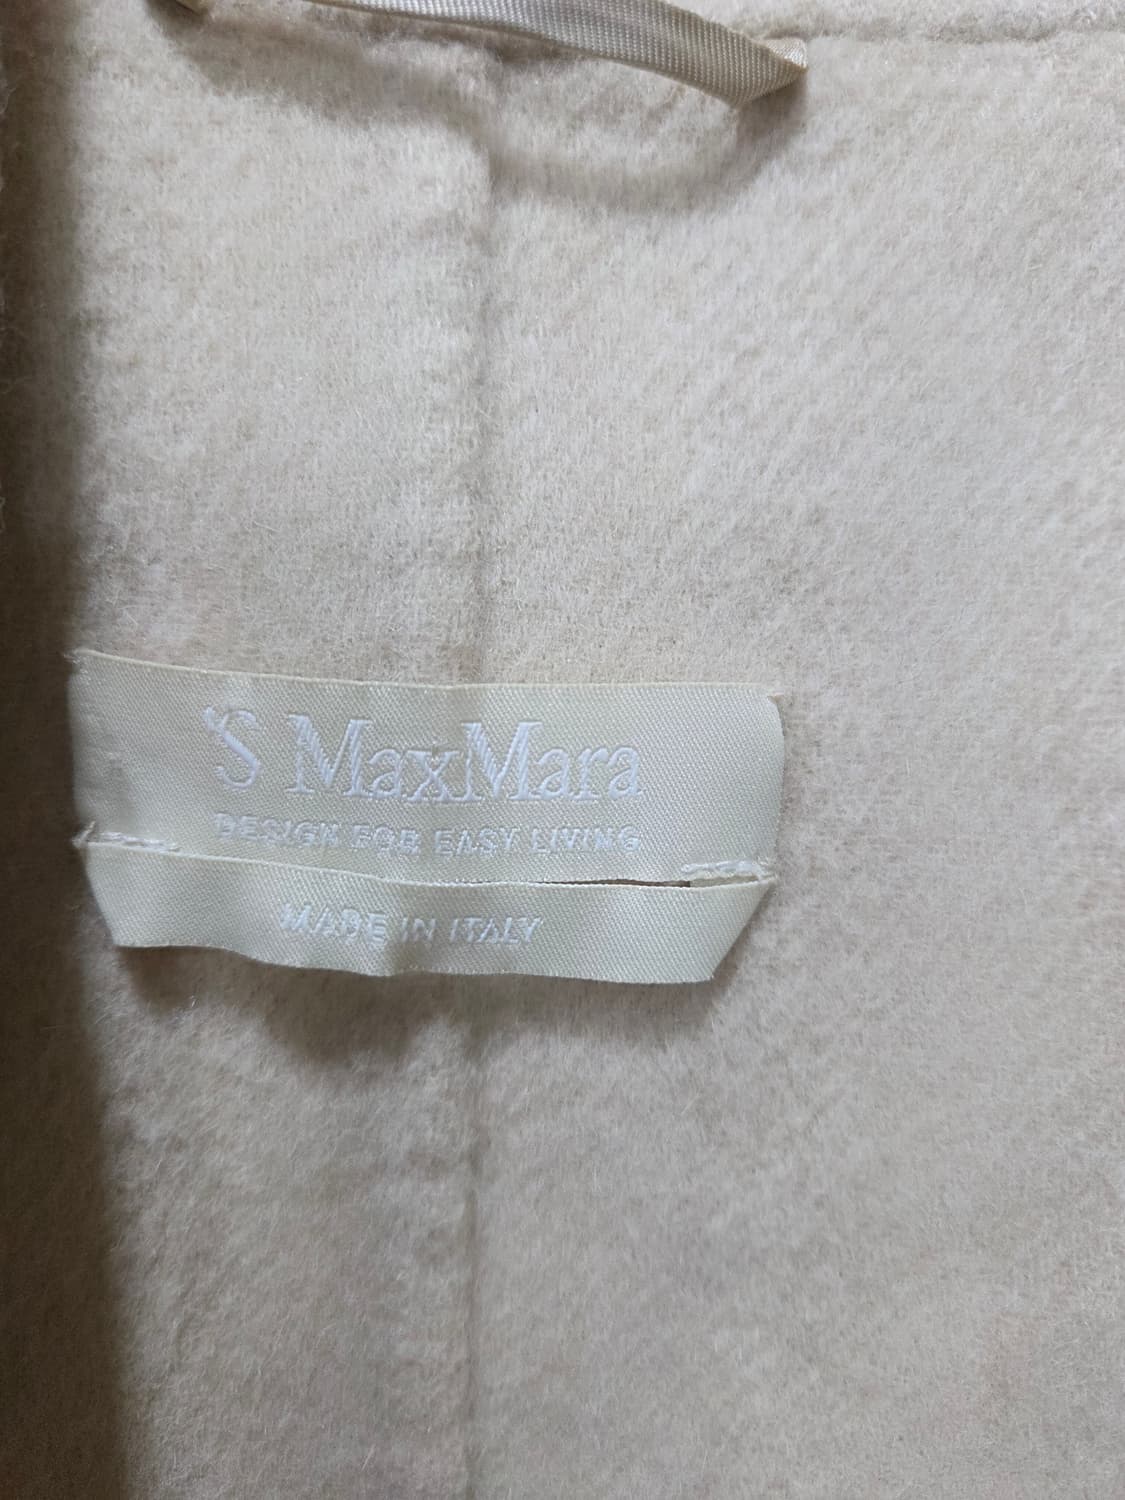 'S MaxMara
DESIGN FOR EASY LIVING
MADE IN ITALY